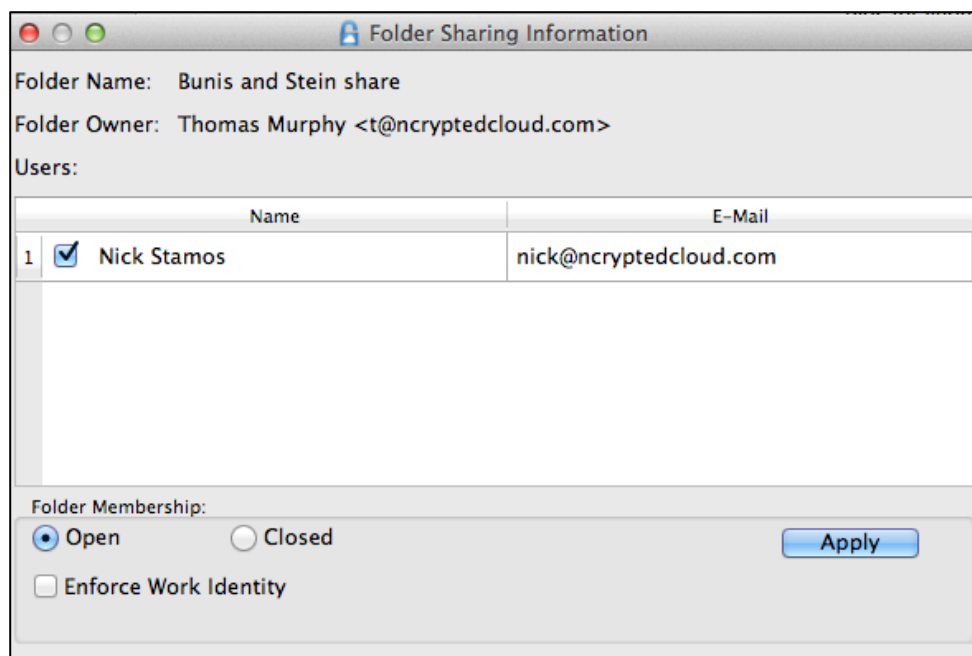 Folder Sharing Information
Folder Name: Bunis and Stein share
Folder Owner: Thomas Murphy <t@ncryptedcloud.com>
Users:
Name E-Mail
1 Nick Stamos nick@ncryptedcloud.com
Folder Membership:
Open Closed Apply
Enforce Work Identity